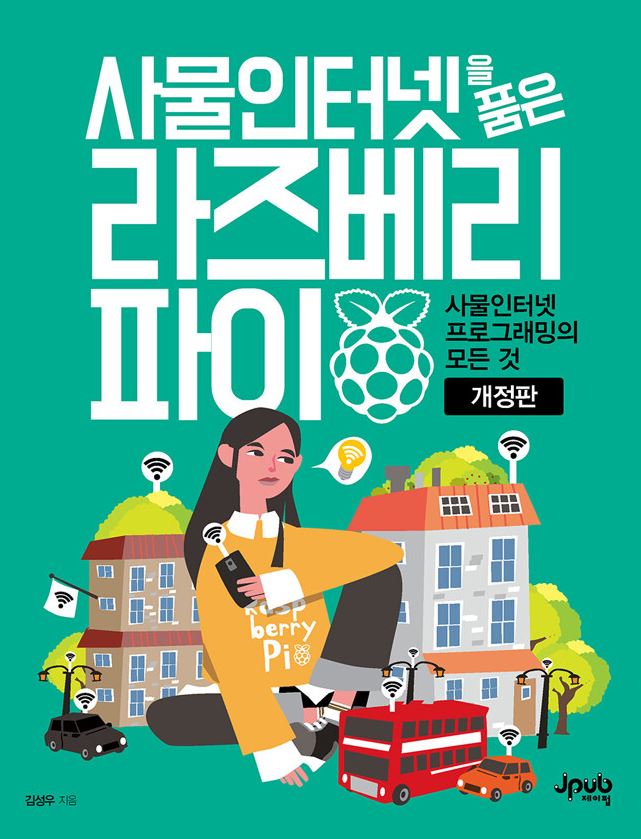 사물인터넷을 품은
라즈베리
파이
사물인터넷
프로그래밍의
모든 것
개정판
Rasp
berry
Pi
김성우 지음
Jpub
제이펍